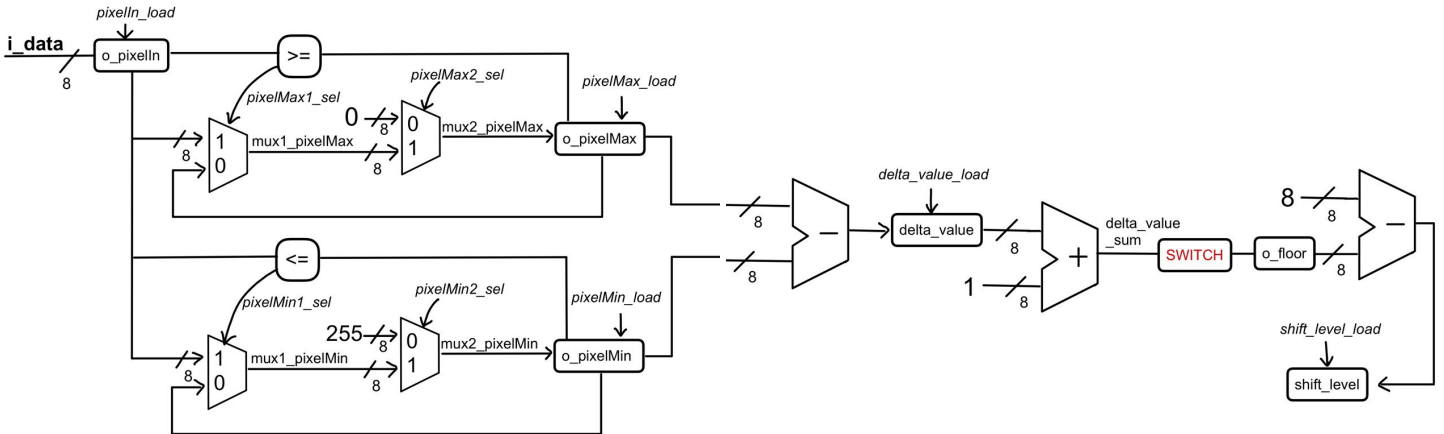 pixelIn_load
i_data
8
o_pixelIn
>=
pixelMax1_sel
pixelMax2_sel
pixelMax_load
8
1
0
mux1_pixelMax
0
8
8
0
1
mux2_pixelMax
o_pixelMax
<=
pixelMin1_sel
pixelMin2_sel
pixelMin_load
8
1
0
mux1_pixelMin
255
8
8
0
1
mux2_pixelMin
o_pixelMin
8
8
−
delta_value_load
delta_value
8
1
8
+
delta_value
_sum
SWITCH
o_floor
8
8
8
−
shift_level_load
shift_level